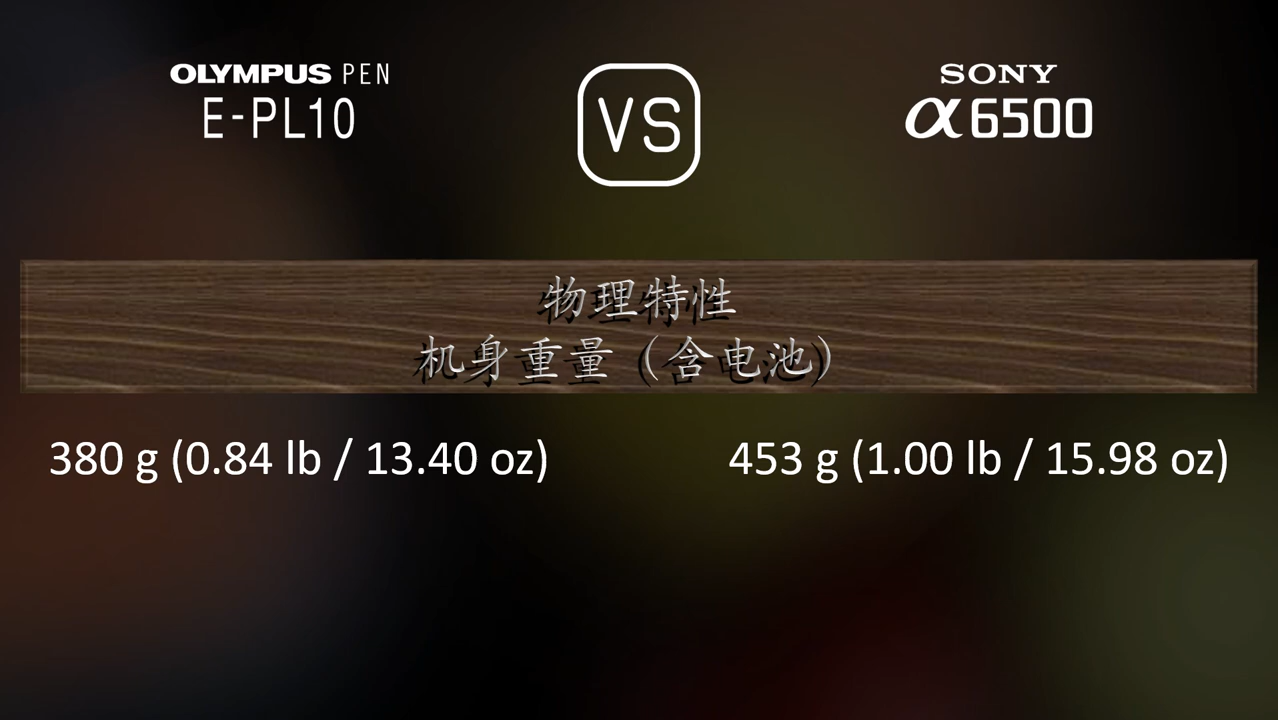 OLYMPUS PEN
E-PL10
VS
SONY
α6500
物理特性
机身重量（含电池）
380 g (0.84 lb / 13.40 oz)
453 g (1.00 lb / 15.98 oz)